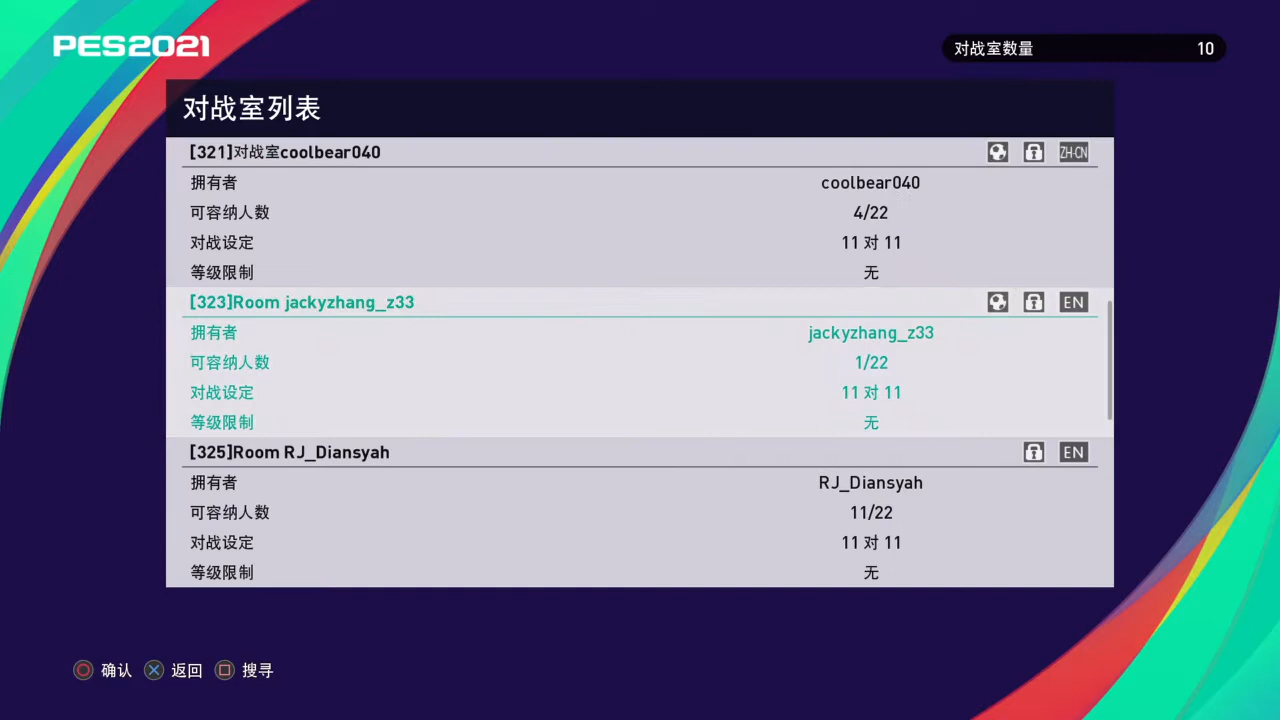 PES2021
对战室数量 10
对战室列表
[321]对战室coolbear040 ZH-CN
拥有者 coolbear040
可容纳人数 4/22
对战设定 11 对 11
等级限制 无
[323]Room jackyzhang_z33 EN
拥有者 jackyzhang_z33
可容纳人数 1/22
对战设定 11 对 11
等级限制 无
[325]Room RJ_Diansyah EN
拥有者 RJ_Diansyah
可容纳人数 11/22
对战设定 11 对 11
等级限制 无
确认 返回 搜寻